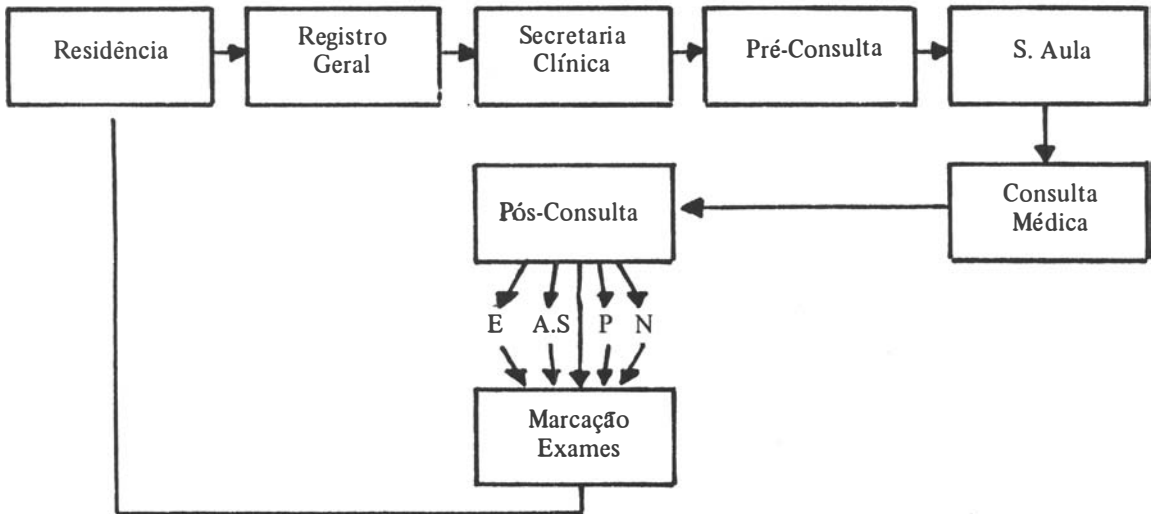 Residência
Registro
Geral
Secretaria
Clínica
Pré-Consulta
S. Aula
Consulta
Médica
Pós-Consulta
E
A.S
P
N
Marcação
Exames